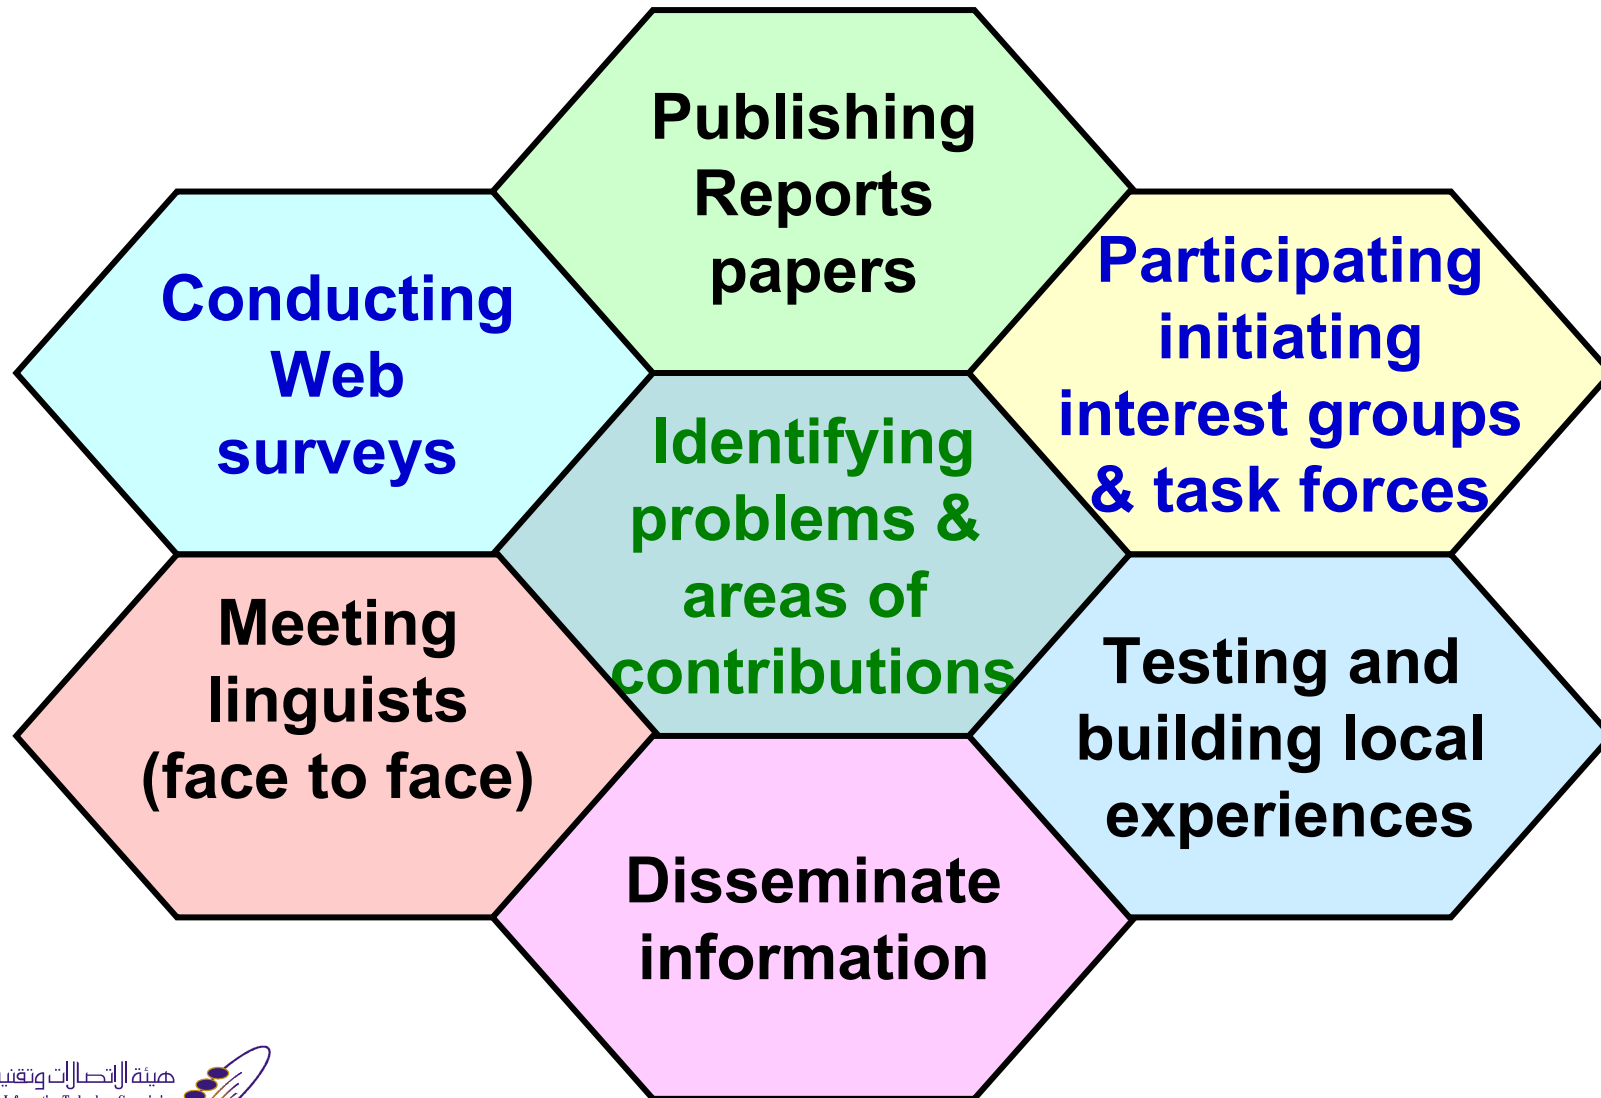 Publishing
Reports
papers
Conducting
Web
surveys
Participating
initiating
interest groups
& task forces
Identifying
problems &
areas of
contributions
Meeting
linguists
(face to face)
Testing and
building local
experiences
Disseminate
information
هيئة الاتصالات وتقنية